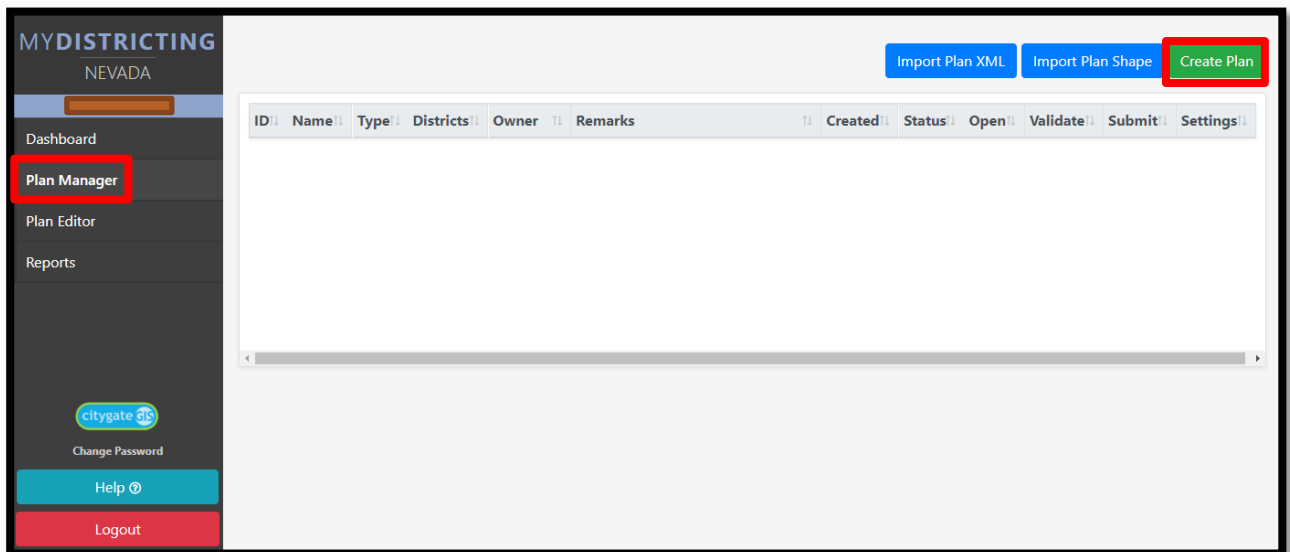 MYDISTRICTING
NEVADA
Dashboard
Plan Manager
Plan Editor
Reports
citygate GIS
Change Password
Help
Logout
Import Plan XML Import Plan Shape Create Plan
ID Name Type Districts Owner Remarks Created Status Open Validate Submit Settings